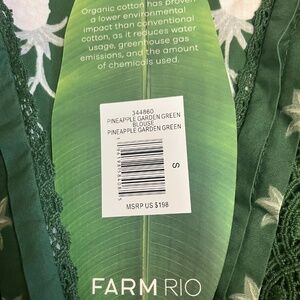 Organic cotton has proven
a lower environmental
impact than conventional
cotton, as it reduces water
usage, greenhouse gas
emissions, and the amount
of chemicals used.
344860
PINEAPPLE GARDEN GREEN
BLOUSE
PINEAPPLE GARDEN GREEN
S
MSRP US $198
FARM RIO